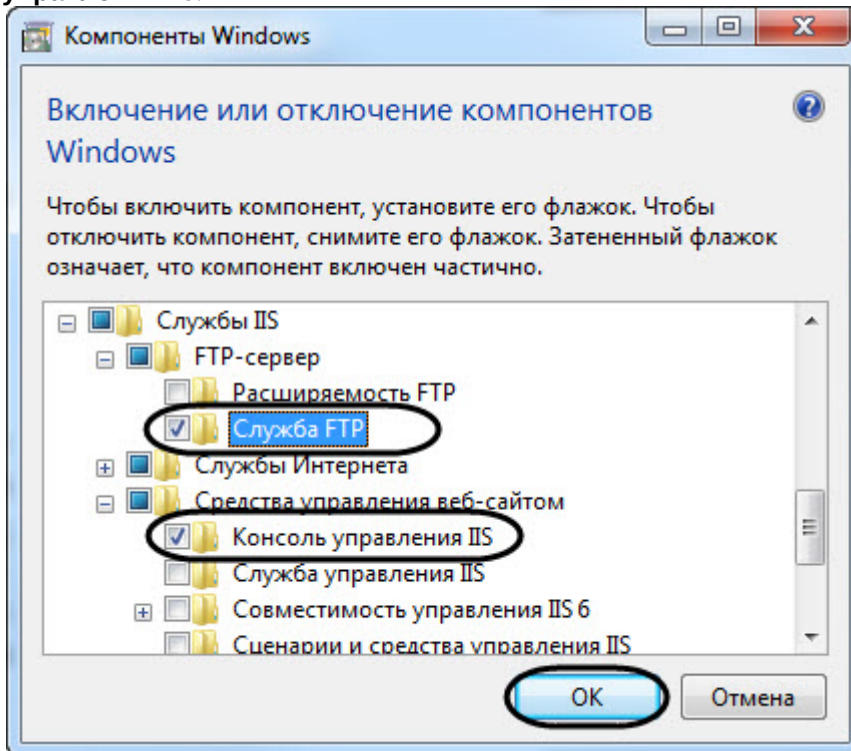 Компоненты Windows
Включение или отключение компонентов
Windows
Чтобы включить компонент, установите его флажок. Чтобы
отключить компонент, снимите его флажок. Затененный флажок
означает, что компонент включен частично.
Службы IIS
FTP-сервер
Расширяемость FTP
Служба FTP
Службы Интернета
Средства управления веб-сайтом
Консоль управления IIS
Служба управления IIS
Совместимость управления IIS 6
Сценарии и средства управления IIS
OK
Отмена